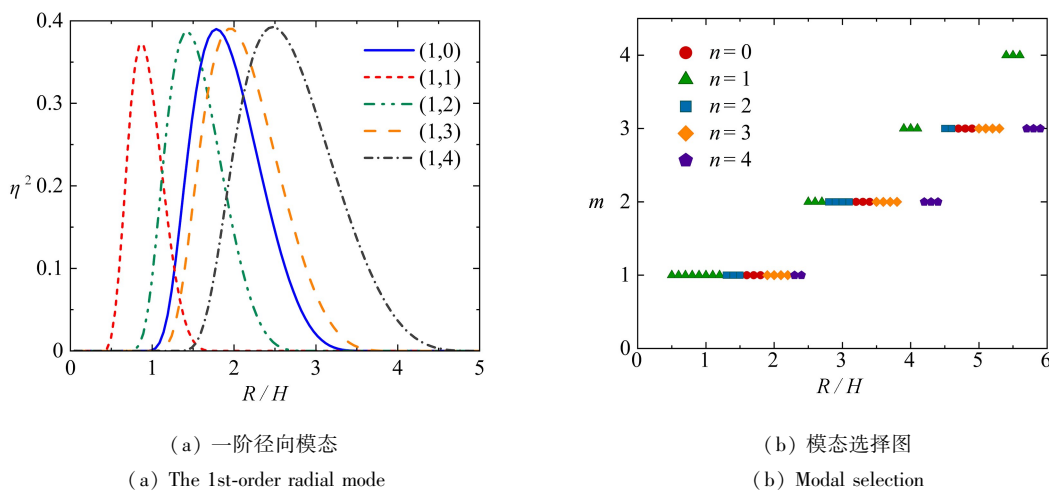 0.4
0.3
0.2
0.1
0
η²
0 1 2 3 4 5
R/H
(1,0)
(1,1)
(1,2)
(1,3)
(1,4)
(a) 一阶径向模态
(a) The 1st-order radial mode
4
3
2
1
0
m
0 1 2 3 4 5 6
R/H
n=0
n=1
n=2
n=3
n=4
(b) 模态选择图
(b) Modal selection